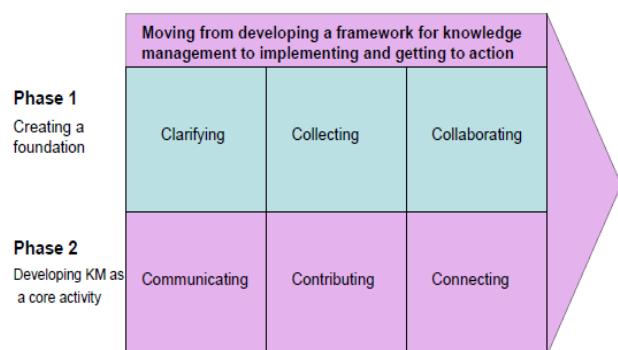 Moving from developing a framework for knowledge
management to implementing and getting to action
Phase 1
Creating a
foundation
Clarifying
Collecting
Collaborating
Phase 2
Developing KM as
a core activity
Communicating
Contributing
Connecting